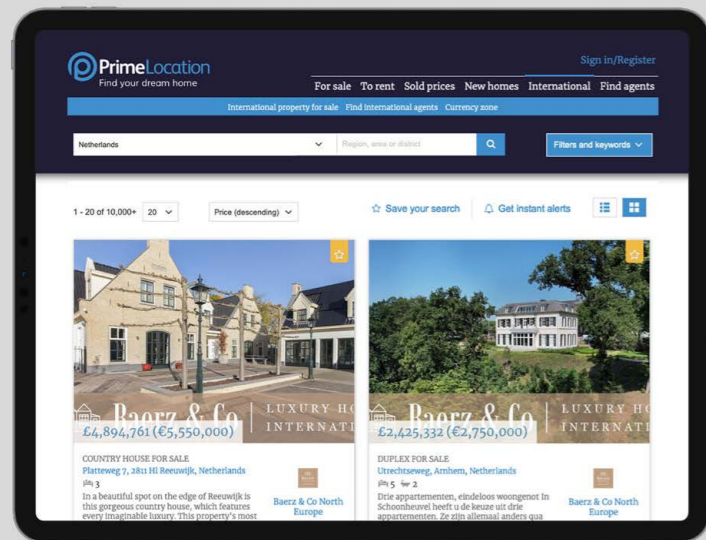 PrimeLocation
Find your dream home
Sign in/Register
For sale To rent Sold prices New homes International Find agents
International property for sale Find international agents Currency zone
Netherlands
Region, area or district
Filters and keywords
1 - 20 of 10,000+ 20 Price (descending) Save your search Get instant alerts
Baerz & Co LUXURY HO
INTERNATI
£4,894,761 (€5,550,000)
COUNTRY HOUSE FOR SALE
Platteweg 7, 2811 Hl Reeuwijk, Netherlands
3
In a beautiful spot on the edge of Reeuwijk is
this gorgeous country house, which features
every imaginable luxury. This property's most
Baerz & Co North
Europe
Baerz & Co LUXURY HO
INTERNATI
£2,425,332 (€2,750,000)
DUPLEX FOR SALE
Utrechtseweg, Arnhem, Netherlands
5 2
Drie appartementen, eindeloos woongenot In
Schoonheuvel heeft u de keuze uit drie
appartementen. Ze zijn allemaal anders qua
Baerz & Co North
Europe